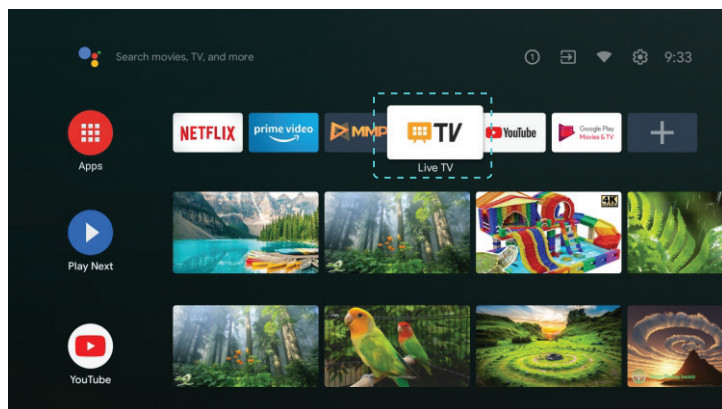 Search movies, TV, and more
1
9:33
Apps
NETFLIX
prime video
MMP
TV
Live TV
YouTube
Google Play
Movies & TV
Play Next
4K
YouTube